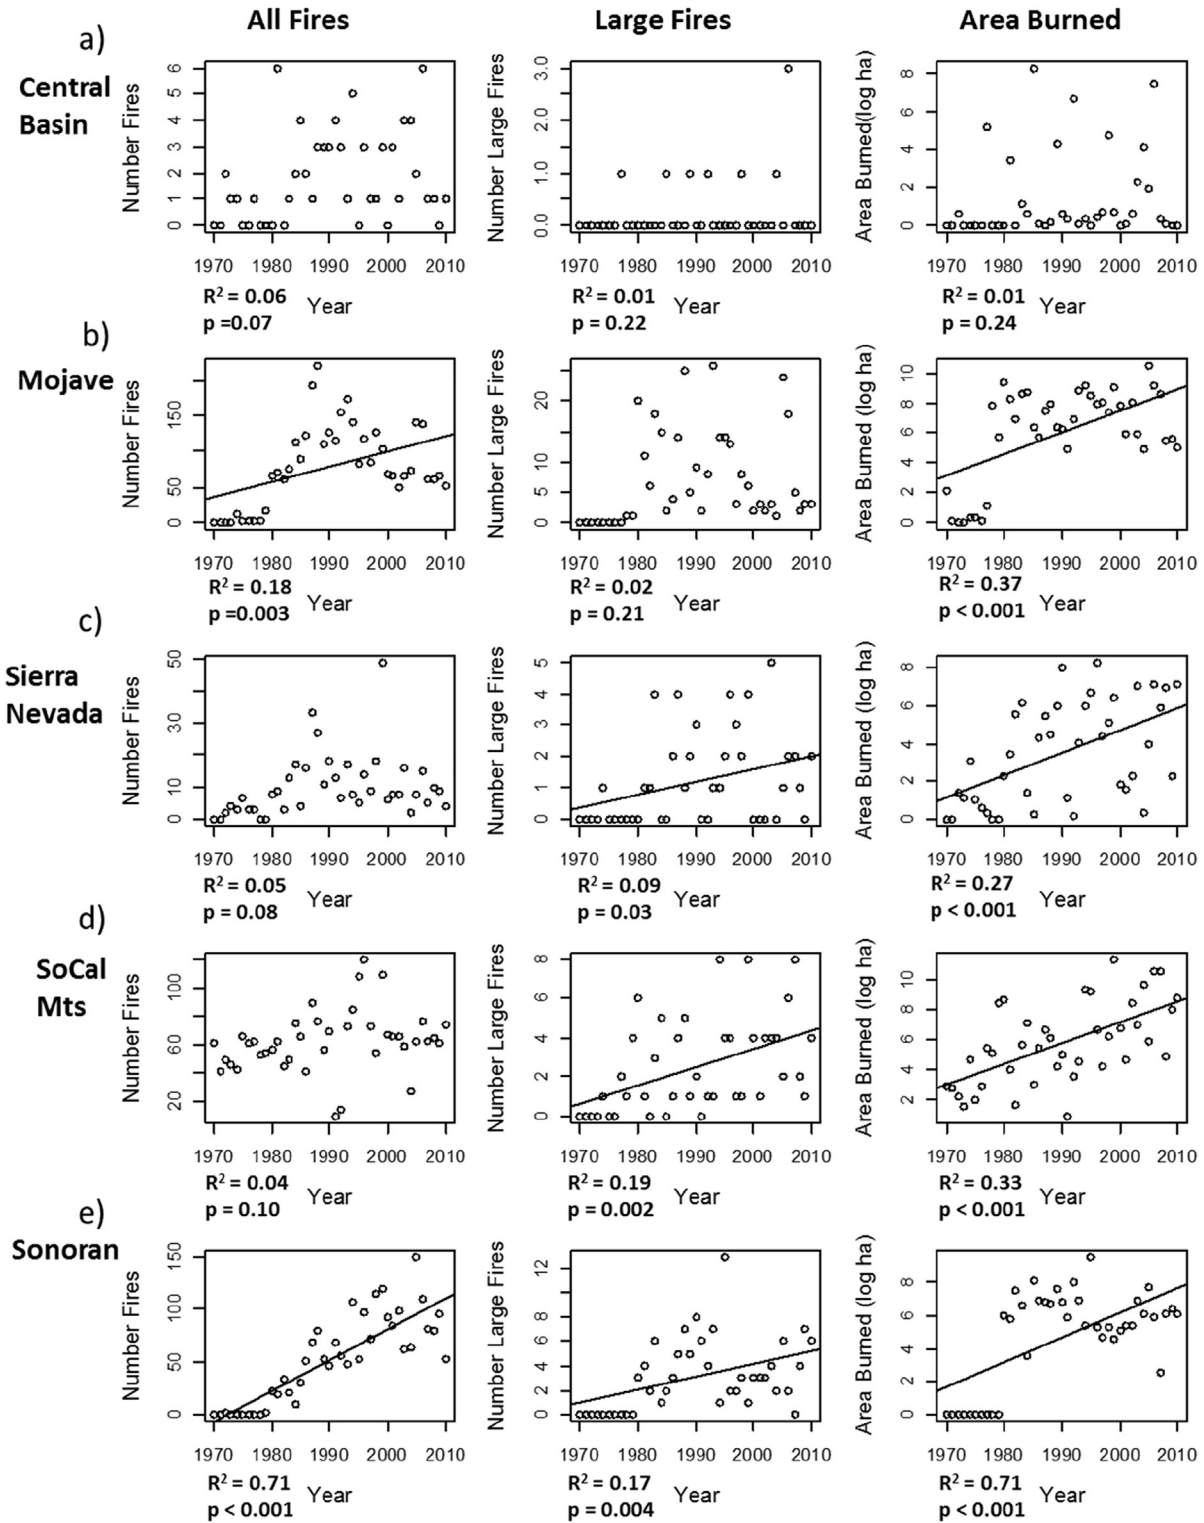 All Fires Large Fires Area Burned
a)
Central
Basin
Number Fires
0 1 2 3 4 5 6
1970 1980 1990 2000 2010
Year
R² = 0.06
p =0.07
Number Large Fires
0.0 1.0 2.0 3.0
1970 1980 1990 2000 2010
Year
R² = 0.01
p = 0.22
Area Burned(log ha)
0 2 4 6 8
1970 1980 1990 2000 2010
Year
R² = 0.01
p = 0.24
b)
Mojave
Number Fires
0 50 150
1970 1980 1990 2000 2010
Year
R² = 0.18
p =0.003
Number Large Fires
0 5 10 20
1970 1980 1990 2000 2010
Year
R² = 0.02
p = 0.21
Area Burned (log ha)
0 2 4 6 8 10
1970 1980 1990 2000 2010
Year
R² = 0.37
p < 0.001
c)
Sierra
Nevada
Number Fires
0 10 30 50
1970 1980 1990 2000 2010
Year
R² = 0.05
p = 0.08
Number Large Fires
0 1 2 3 4 5
1970 1980 1990 2000 2010
Year
R² = 0.09
p = 0.03
Area Burned (log ha)
0 2 4 6 8
1970 1980 1990 2000 2010
Year
R² = 0.27
p < 0.001
d)
SoCal
Mts
Number Fires
20 60 100
1970 1980 1990 2000 2010
Year
R² = 0.04
p = 0.10
Number Large Fires
0 2 4 6 8
1970 1980 1990 2000 2010
Year
R² = 0.19
p = 0.002
Area Burned (log ha)
2 4 6 8 10
1970 1980 1990 2000 2010
Year
R² = 0.33
p < 0.001
e)
Sonoran
Number Fires
0 50 100 150
1970 1980 1990 2000 2010
Year
R² = 0.71
p < 0.001
Number Large Fires
0 2 4 6 8 12
1970 1980 1990 2000 2010
Year
R² = 0.17
p = 0.004
Area Burned (log ha)
0 2 4 6 8
1970 1980 1990 2000 2010
Year
R² = 0.71
p < 0.001